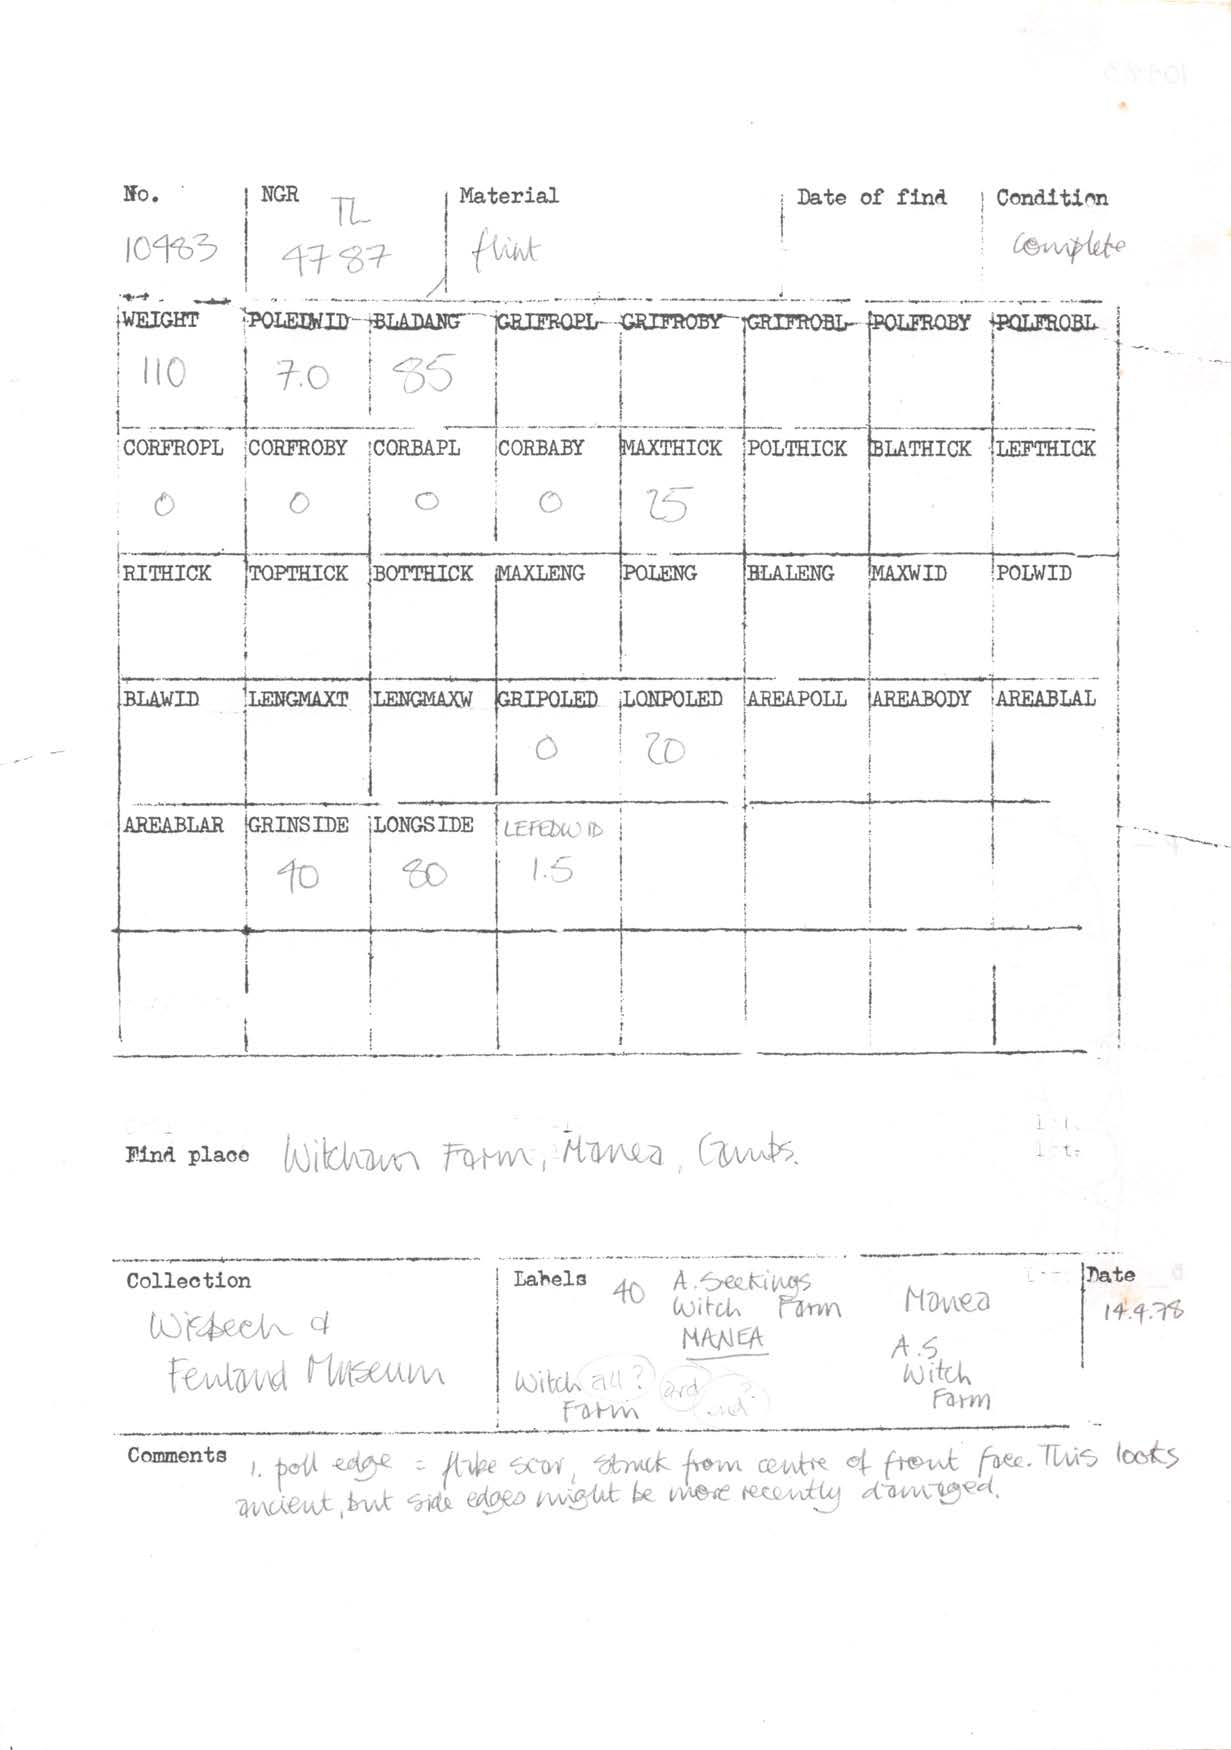 No. NGR Material Date of find Condition
10483 TL 4787 flint complete
WEIGHT POLEDWID BLADANG GRIFROPL GRIFROBY GRIFROBL POLFROBY POLFROBL
110 7.0 85
CORFROPL CORFROBY CORBAPL CORBABY MAXTHICK POLTHICK BLATHICK LEFTHICK
0 0 0 0 25
RITHICK TOPTHICK BOTTHICK MAXLENG POLENG BLALENG MAXWID POLWID
BLAWID LENGMAXT LENGMAXW GRIPOLED LONPOLED AREAPOLL AREABODY AREABLAL
0 20
AREABLAR GRINSIDE LONGSIDE LEFEDWID
40 80 1.5
Find place Witcham Farm, Manea, Cambs.
Collection
Wisbech &
Fenland Museum
Labels 40 A. Seekings
Witch Farm
MANEA
Manea
A.S
Witch
Farm
Witch all? ard
Farm
Date
14.4.78
Comments 1. poll edge = flake scar, struck from centre of front face. This looks
ancient, but side edges might be more recently damaged.